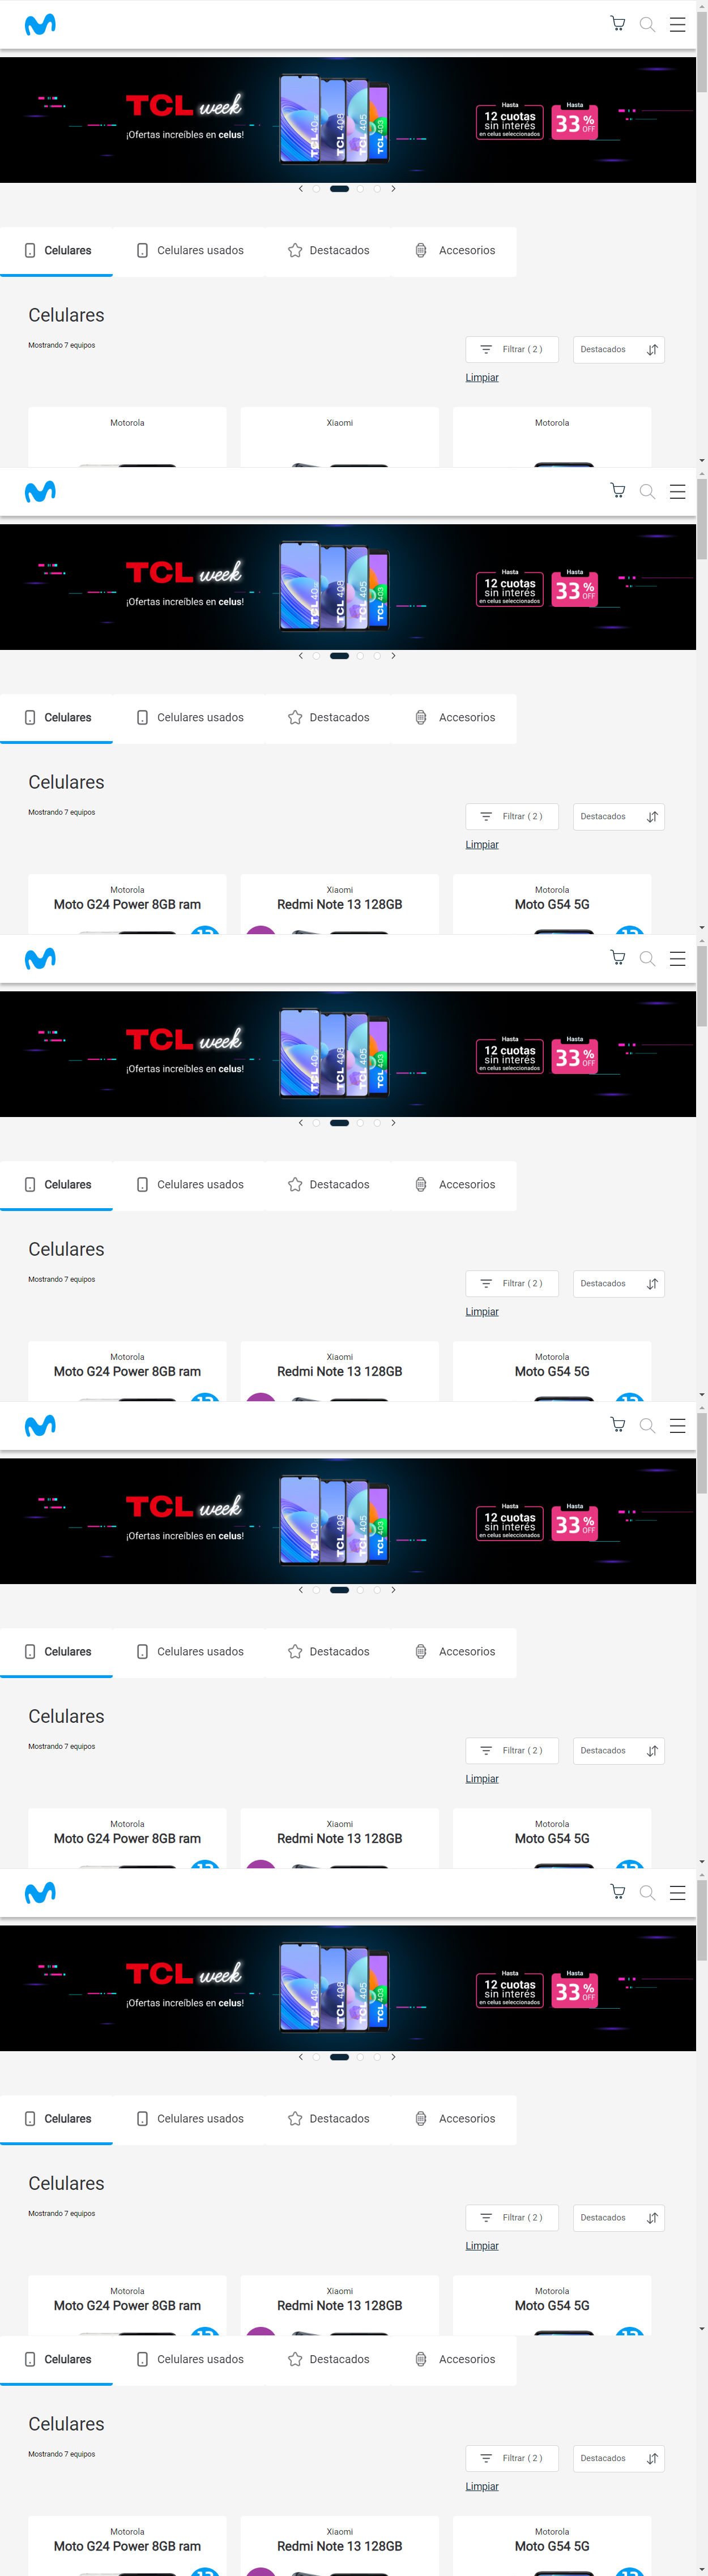 TCL week
¡Ofertas increíbles en celus!
TCL 40
TCL 408
TCL 405
TCL 403
Hasta
12 cuotas
sin interés
en celus seleccionados
Hasta
33% OFF
Celulares
Celulares usados
Destacados
Accesorios
Celulares
Mostrando 7 equipos
Filtrar ( 2 )
Destacados
Limpiar
Motorola
Xiaomi
Motorola
TCL week
¡Ofertas increíbles en celus!
TCL 40
TCL 408
TCL 405
TCL 403
Hasta
12 cuotas
sin interés
en celus seleccionados
Hasta
33% OFF
Celulares
Celulares usados
Destacados
Accesorios
Celulares
Mostrando 7 equipos
Filtrar ( 2 )
Destacados
Limpiar
Motorola
Moto G24 Power 8GB ram
Xiaomi
Redmi Note 13 128GB
Motorola
Moto G54 5G
12
12
TCL week
¡Ofertas increíbles en celus!
TCL 40
TCL 408
TCL 405
TCL 403
Hasta
12 cuotas
sin interés
en celus seleccionados
Hasta
33% OFF
Celulares
Celulares usados
Destacados
Accesorios
Celulares
Mostrando 7 equipos
Filtrar ( 2 )
Destacados
Limpiar
Motorola
Moto G24 Power 8GB ram
Xiaomi
Redmi Note 13 128GB
Motorola
Moto G54 5G
12
12
TCL week
¡Ofertas increíbles en celus!
TCL 40
TCL 408
TCL 405
TCL 403
Hasta
12 cuotas
sin interés
en celus seleccionados
Hasta
33% OFF
Celulares
Celulares usados
Destacados
Accesorios
Celulares
Mostrando 7 equipos
Filtrar ( 2 )
Destacados
Limpiar
Motorola
Moto G24 Power 8GB ram
Xiaomi
Redmi Note 13 128GB
Motorola
Moto G54 5G
12
12
TCL week
¡Ofertas increíbles en celus!
TCL 40
TCL 408
TCL 405
TCL 403
Hasta
12 cuotas
sin interés
en celus seleccionados
Hasta
33% OFF
Celulares
Celulares usados
Destacados
Accesorios
Celulares
Mostrando 7 equipos
Filtrar ( 2 )
Destacados
Limpiar
Motorola
Moto G24 Power 8GB ram
Xiaomi
Redmi Note 13 128GB
Motorola
Moto G54 5G
12
12
Celulares
Celulares usados
Destacados
Accesorios
Celulares
Mostrando 7 equipos
Filtrar ( 2 )
Destacados
Limpiar
Motorola
Moto G24 Power 8GB ram
Xiaomi
Redmi Note 13 128GB
Motorola
Moto G54 5G